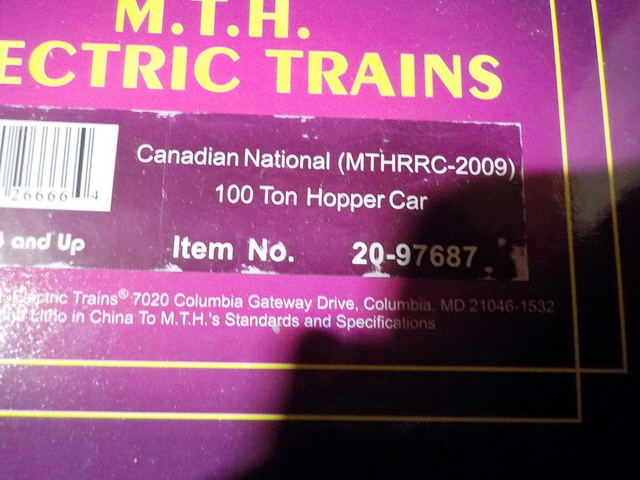 M.T.H.
ECTRIC TRAINS
Canadian National (MTHRRC-2009)
100 Ton Hopper Car
26666 4
and Up
Item No. 20-97687
Electric Trains® 7020 Columbia Gateway Drive, Columbia, MD 21046-1532
Litho in China To M.T.H.'s Standards and Specifications